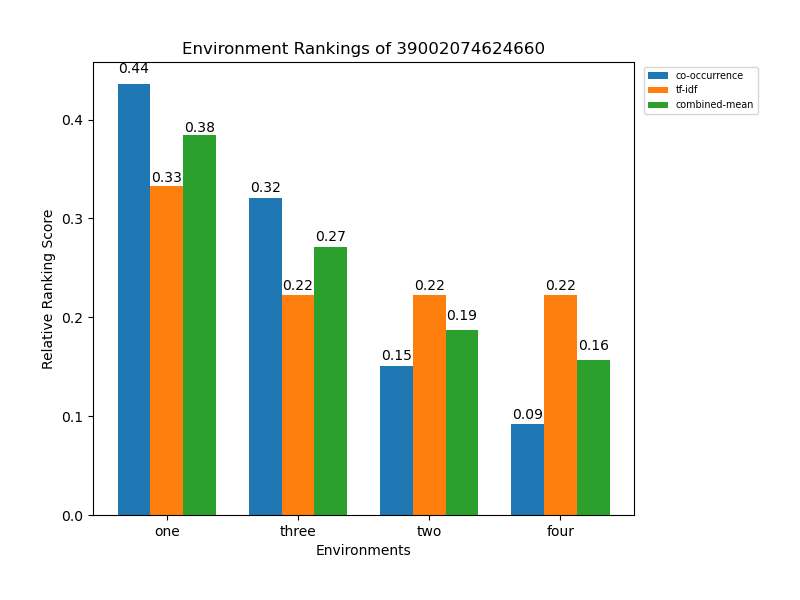 Environment Rankings of 39002074624660
co-occurrence
tf-idf
combined-mean
Relative Ranking Score
0.4
0.3
0.2
0.1
0.0
0.44
0.33
0.38
0.32
0.22
0.27
0.15
0.22
0.19
0.09
0.22
0.16
one three two four
Environments